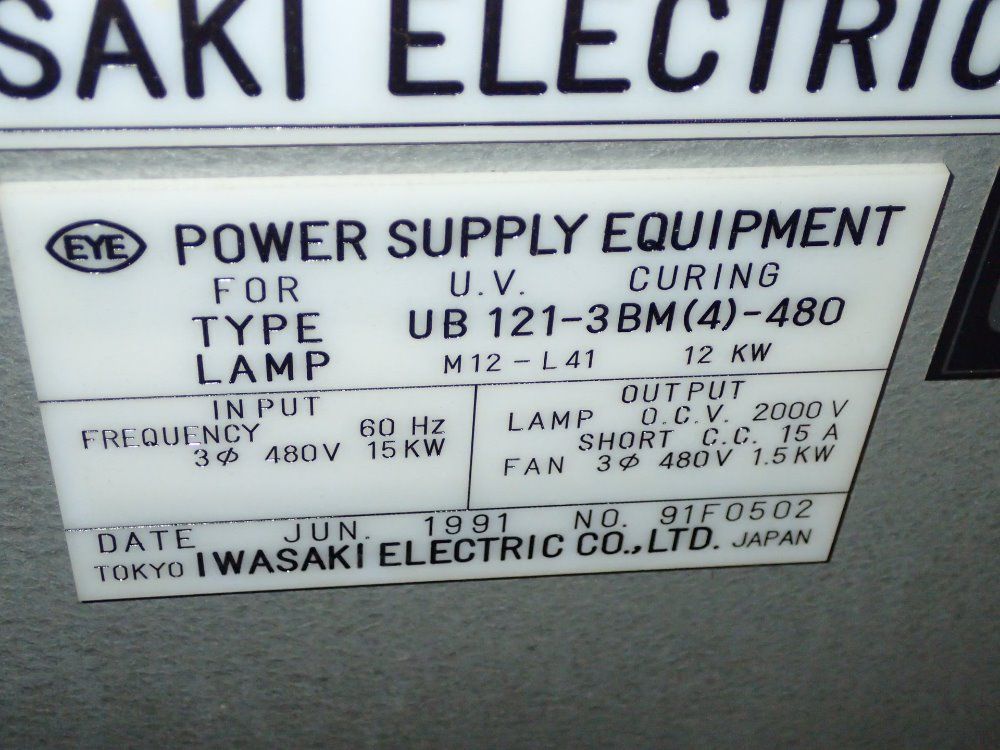 SAKI ELECTRIC
EYE POWER SUPPLY EQUIPMENT
FOR U.V. CURING
TYPE UB 121-3BM(4)-480
LAMP M12-L41 12 KW
INPUT
FREQUENCY 60 Hz
3φ 480V 15KW
OUTPUT
LAMP O.C.V. 2000V
SHORT C.C. 15 A
FAN 3φ 480V 1.5KW
DATE JUN. 1991 NO. 91F0502
TOKYO IWASAKI ELECTRIC CO.,LTD. JAPAN